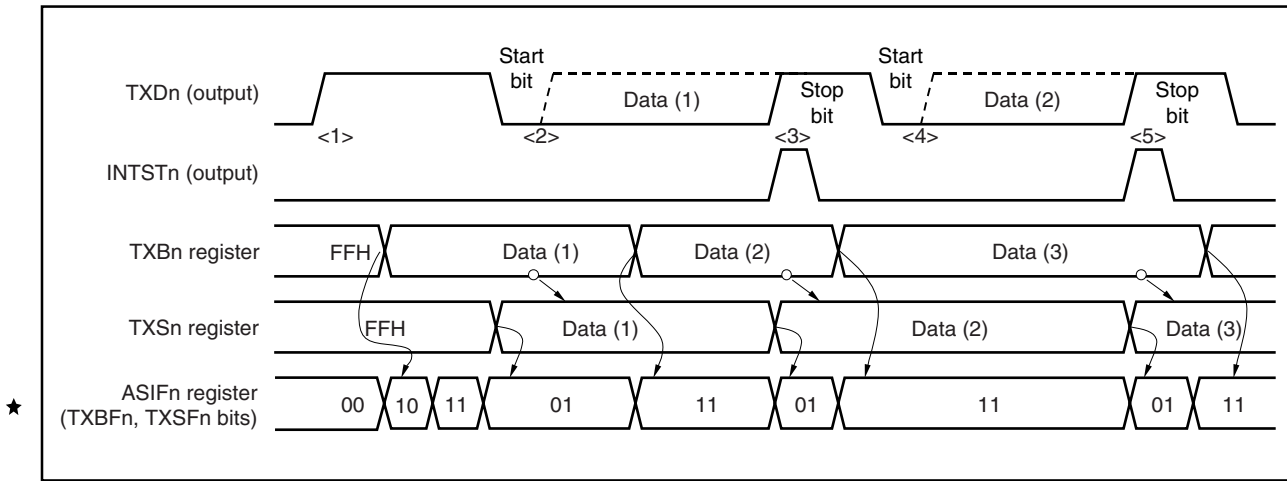 TXDn (output)
Start
bit
Data (1)
Stop
bit
Start
bit
Data (2)
Stop
bit
<1>
<2>
<3>
<4>
<5>
INTSTn (output)
TXBn register
FFH
Data (1)
Data (2)
Data (3)
TXSn register
FFH
Data (1)
Data (2)
Data (3)
★
ASIFn register
(TXBFn, TXSFn bits)
00
10
11
01
11
01
11
01
11